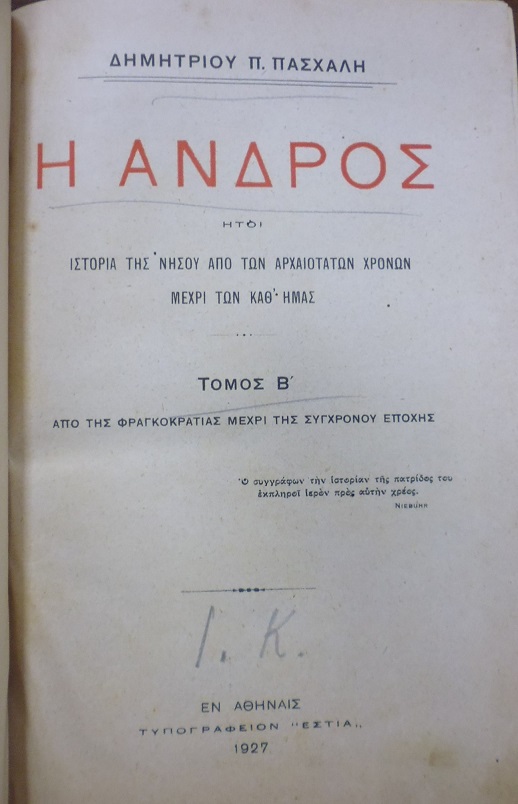 ΔΗΜΗΤΡΙΟΥ Π. ΠΑΣΧΑΛΗ
Η ΑΝΔΡΟΣ
ΗΤΟΙ
ΙΣΤΟΡΙΑ ΤΗΣ ΝΗΣΟΥ ΑΠΟ ΤΩΝ ΑΡΧΑΙΟΤΑΤΩΝ ΧΡΟΝΩΝ
ΜΕΧΡΙ ΤΩΝ ΚΑΘ' ΗΜΑΣ
ΤΟΜΟΣ Β΄
ΑΠΟ ΤΗΣ ΦΡΑΓΚΟΚΡΑΤΙΑΣ ΜΕΧΡΙ ΤΗΣ ΣΥΓΧΡΟΝΟΥ ΕΠΟΧΗΣ
Ὁ συγγράφων τὴν ἱστορίαν τῆς πατρίδος του
ἐκπληροῖ ἱερὸν πρὸς αὐτὴν χρέος.
NIEBUHR
Ι. Κ.
ΕΝ ΑΘΗΝΑΙΣ
ΤΥΠΟΓΡΑΦΕΙΟΝ "ΕΣΤΙΑ„
1927